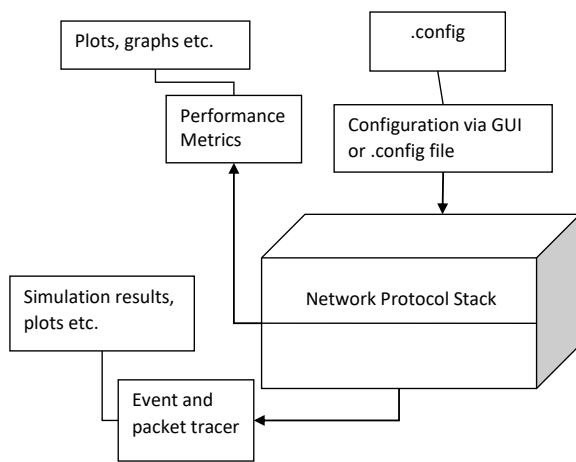 Plots, graphs etc.
.config
Performance
Metrics
Configuration via GUI
or .config file
Network Protocol Stack
Simulation results,
plots etc.
Event and
packet tracer